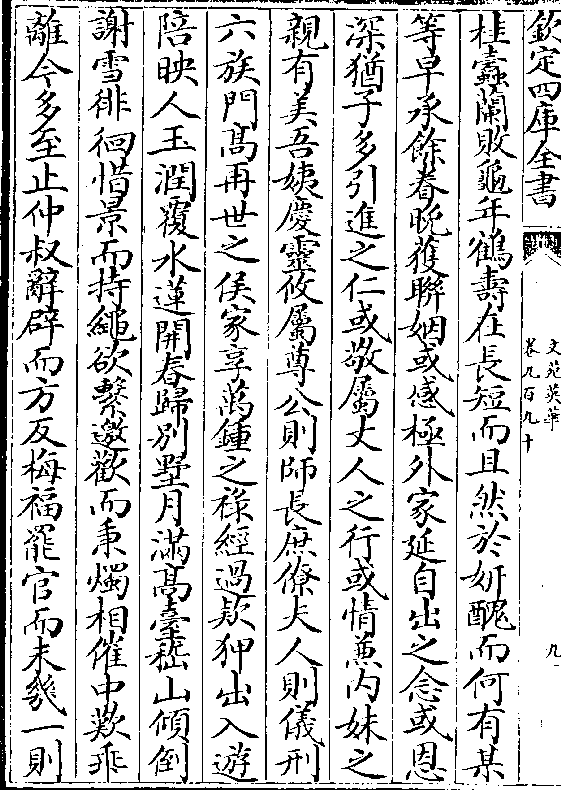 欽定四庫全書
文苑英華
卷九百九十
九
桂蠧蘭敗龜年鶴壽在長短而且然於妍醜而何有某
等早承餘眷晚獲聯姻或感極外家延自出之念或恩
深猶子多引進之仁或敬屬丈人之行或情兼内妹之
親有美吾姨慶靈攸屬尊公則師長庶僚夫人則儀刑
六族門髙再世之侯家享萬鍾之禄經過欵狎出入遊
陪映人玉潤覆水蓮開春歸别墅月滿髙臺嵇山傾倒
謝雪徘徊惜景而持繩欲繫邀歡而秉燭相催中歎乖
離今多至止仲叔辭辟而方反梅福罷官而未幾一則